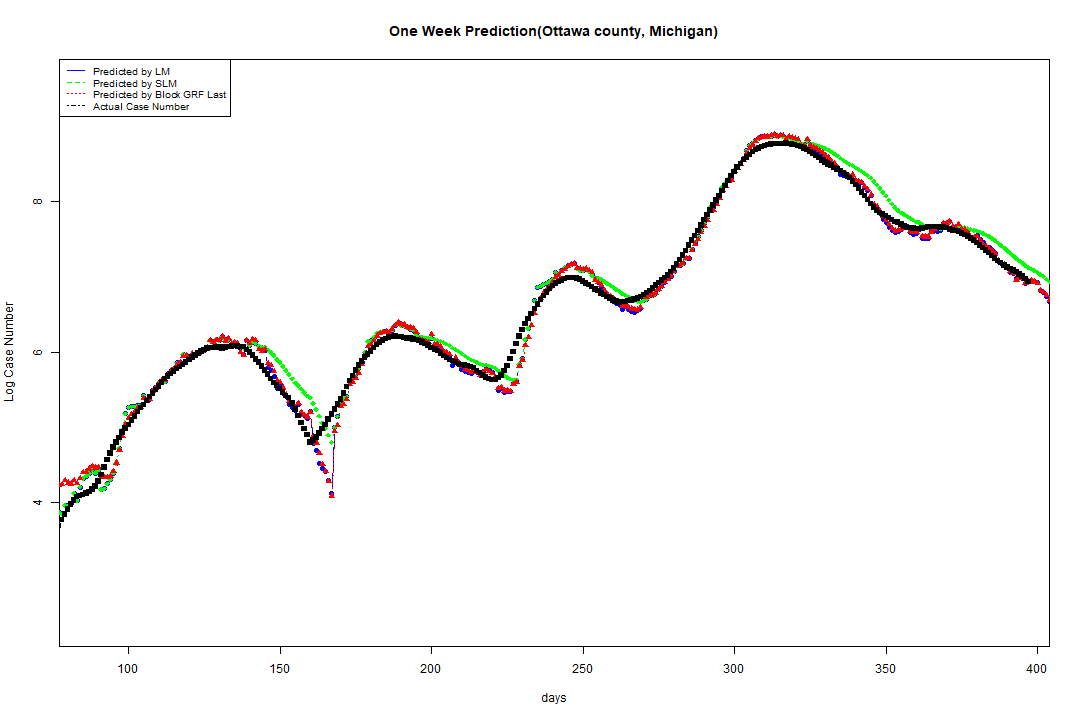 One Week Prediction(Ottawa county, Michigan)
Predicted by LM
Predicted by SLM
Predicted by Block GRF Last
Actual Case Number
8
6
4
Log Case Number
100 150 200 250 300 350 400
days